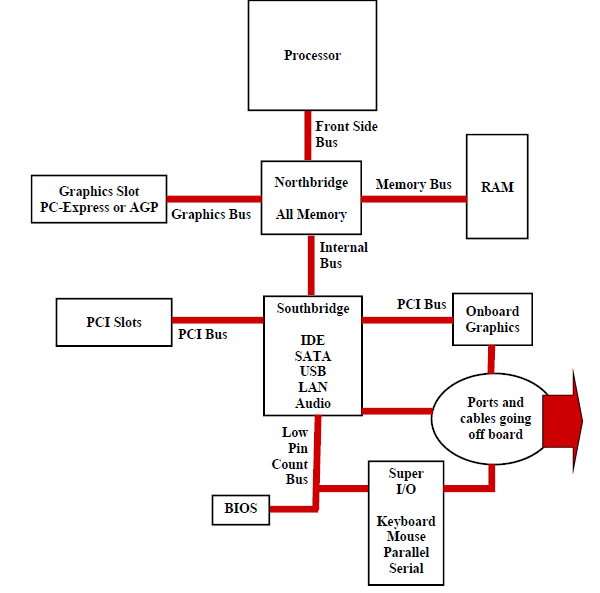 Processor
Front Side
Bus
Northbridge
All Memory
Graphics Slot
PC-Express or AGP
Graphics Bus
Memory Bus
RAM
Internal
Bus
Southbridge
IDE
SATA
USB
LAN
Audio
PCI Slots
PCI Bus
PCI Bus
Onboard
Graphics
Ports and
cables going
off board
Low
Pin
Count
Bus
BIOS
Super
I/O
Keyboard
Mouse
Parallel
Serial